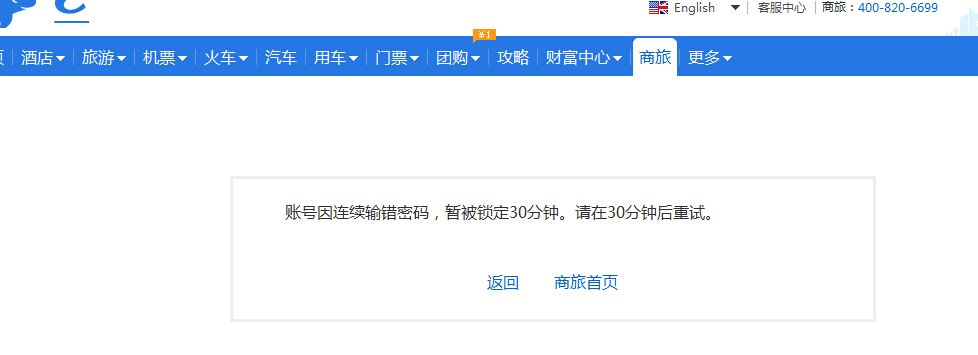 English 客服中心 商旅：400-820-6699
¥1
酒店 旅游 机票 火车 汽车 用车 门票 团购 攻略 财富中心 商旅 更多
账号因连续输错密码，暂被锁定30分钟。请在30分钟后重试。
返回 商旅首页